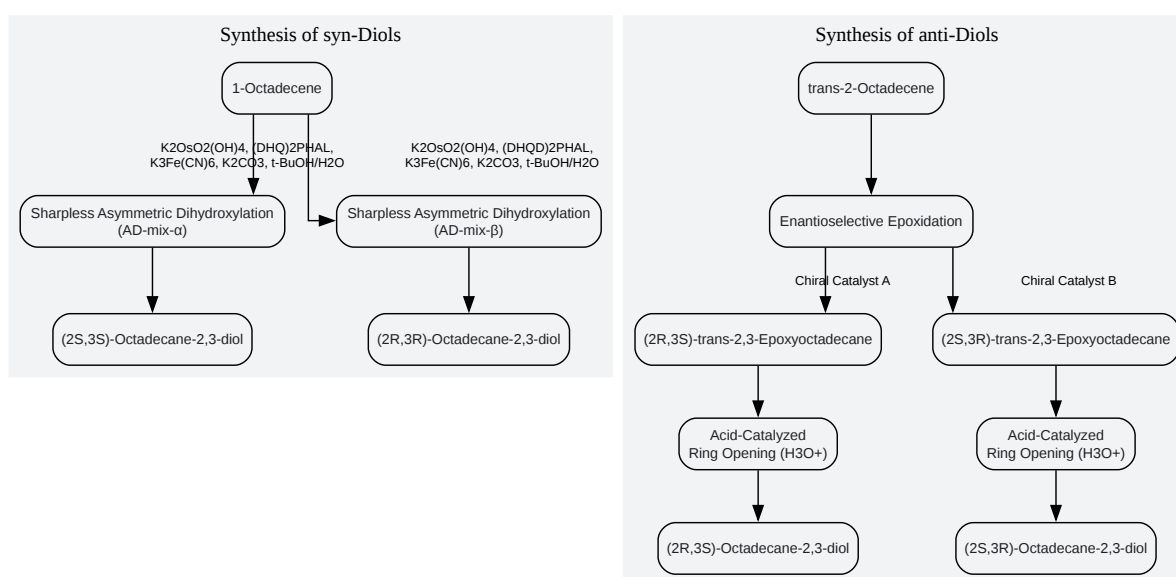 Synthesis of syn-Diols
1-Octadecene
K2OsO2(OH)4, (DHQ)2PHAL,
K3Fe(CN)6, K2CO3, t-BuOH/H2O
K2OsO2(OH)4, (DHQD)2PHAL,
K3Fe(CN)6, K2CO3, t-BuOH/H2O
Sharpless Asymmetric Dihydroxylation
(AD-mix-α)
Sharpless Asymmetric Dihydroxylation
(AD-mix-β)
(2S,3S)-Octadecane-2,3-diol
(2R,3R)-Octadecane-2,3-diol
Synthesis of anti-Diols
trans-2-Octadecene
Enantioselective Epoxidation
Chiral Catalyst A
Chiral Catalyst B
(2R,3S)-trans-2,3-Epoxyoctadecane
(2S,3R)-trans-2,3-Epoxyoctadecane
Acid-Catalyzed
Ring Opening (H3O+)
Acid-Catalyzed
Ring Opening (H3O+)
(2R,3S)-Octadecane-2,3-diol
(2S,3R)-Octadecane-2,3-diol